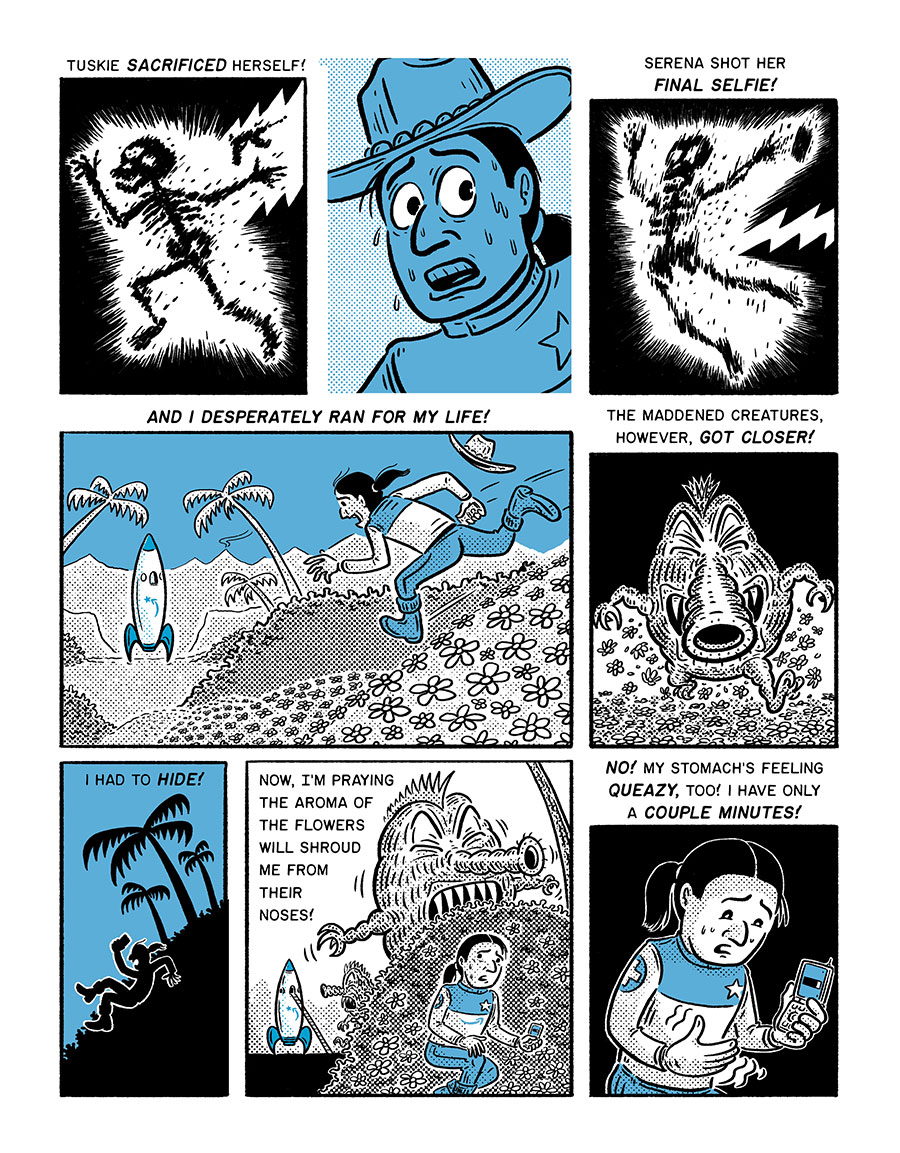 TUSKIE SACRIFICED HERSELF!
SERENA SHOT HER
FINAL SELFIE!
AND I DESPERATELY RAN FOR MY LIFE!
THE MADDENED CREATURES,
HOWEVER, GOT CLOSER!
I HAD TO HIDE!
NOW, I'M PRAYING
THE AROMA OF
THE FLOWERS
WILL SHROUD
ME FROM
THEIR
NOSES!
NO! MY STOMACH'S FEELING
QUEAZY, TOO! I HAVE ONLY
A COUPLE MINUTES!